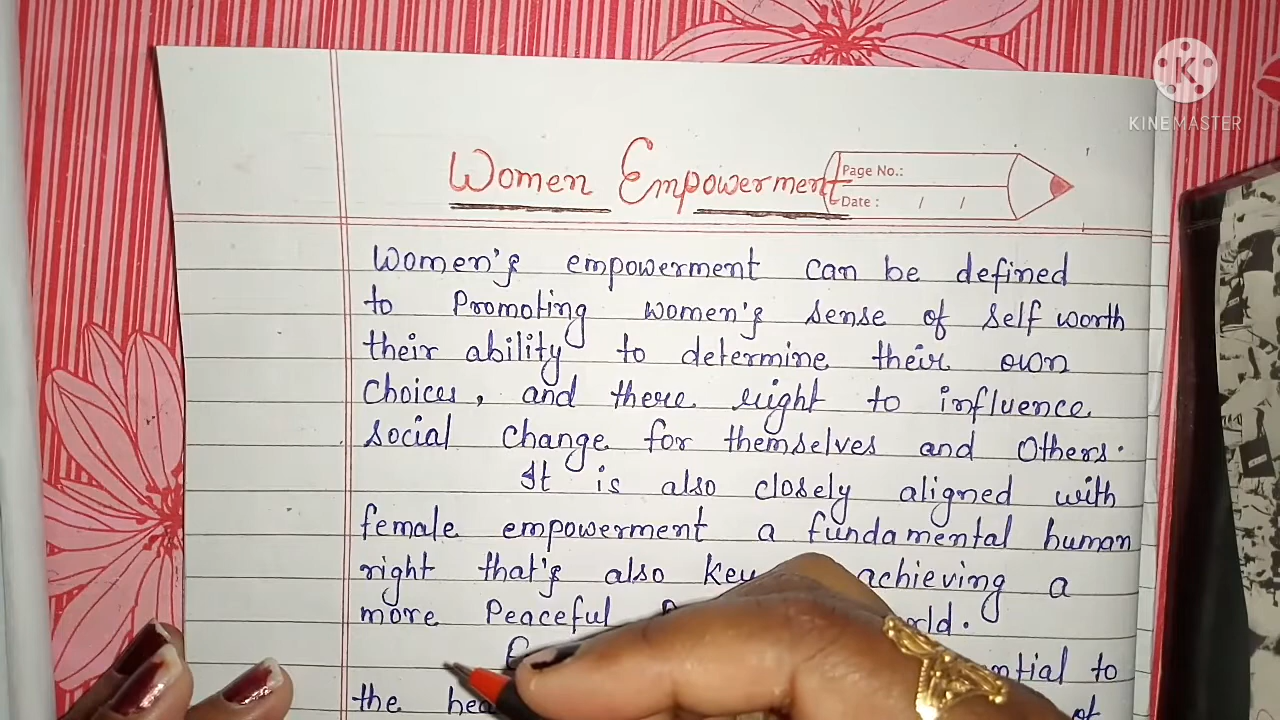 KINEMASTER
Women Empowerment
Page No.:
Date : / /
Women's empowerment can be defined
to Promoting women's sense of self worth
their ability to determine their own
choices, and there right to influence
social change for themselves and Others.
It is also closely aligned with
female empowerment a fundamental human
right that's also key achieving a
more Peaceful
to
the of